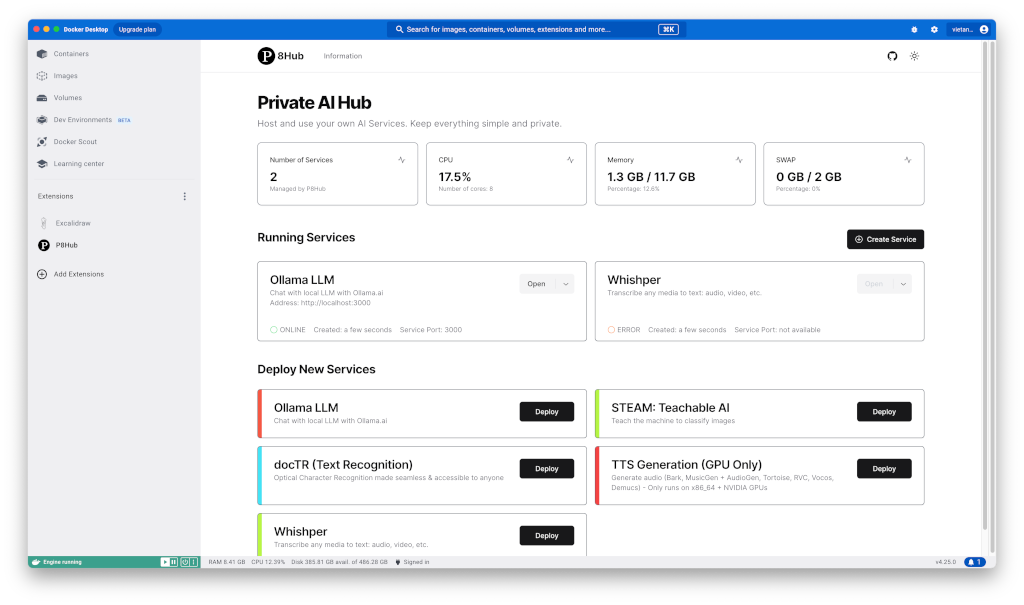 Docker Desktop Upgrade plan Search for images, containers, volumes, extensions and more... ⌘K vietan..
Containers
Images
Volumes
Dev Environments BETA
Docker Scout
Learning center
Extensions
Excalidraw
P8Hub
Add Extensions
P 8Hub Information
Private AI Hub
Host and use your own AI Services. Keep everything simple and private.
Number of Services
2
Managed by P8Hub
CPU
17.5%
Number of cores: 8
Memory
1.3 GB / 11.7 GB
Percentage: 12.6%
SWAP
0 GB / 2 GB
Percentage: 0%
Running Services
Create Service
Ollama LLM
Chat with local LLM with Ollama.ai
Address: http://localhost:3000
Open
ONLINE Created: a few seconds Service Port: 3000
Whishper
Transcribe any media to text: audio, video, etc.
Open
ERROR Created: a few seconds Service Port: not available
Deploy New Services
Ollama LLM
Chat with local LLM with Ollama.ai
Deploy
STEAM: Teachable AI
Teach the machine to classify images
Deploy
docTR (Text Recognition)
Optical Character Recognition made seamless & accessible to anyone
Deploy
TTS Generation (GPU Only)
Generate audio (Bark, MusicGen + AudioGen, Tortoise, RVC, Vocos,
Demucs) - Only runs on x86_64 + NVIDIA GPUs
Deploy
Whishper
Transcribe any media to text: audio, video, etc.
Deploy
Engine running RAM 8.41 GB CPU 12.39% Disk 385.81 GB avail. of 486.28 GB Signed in v4.25.0 1